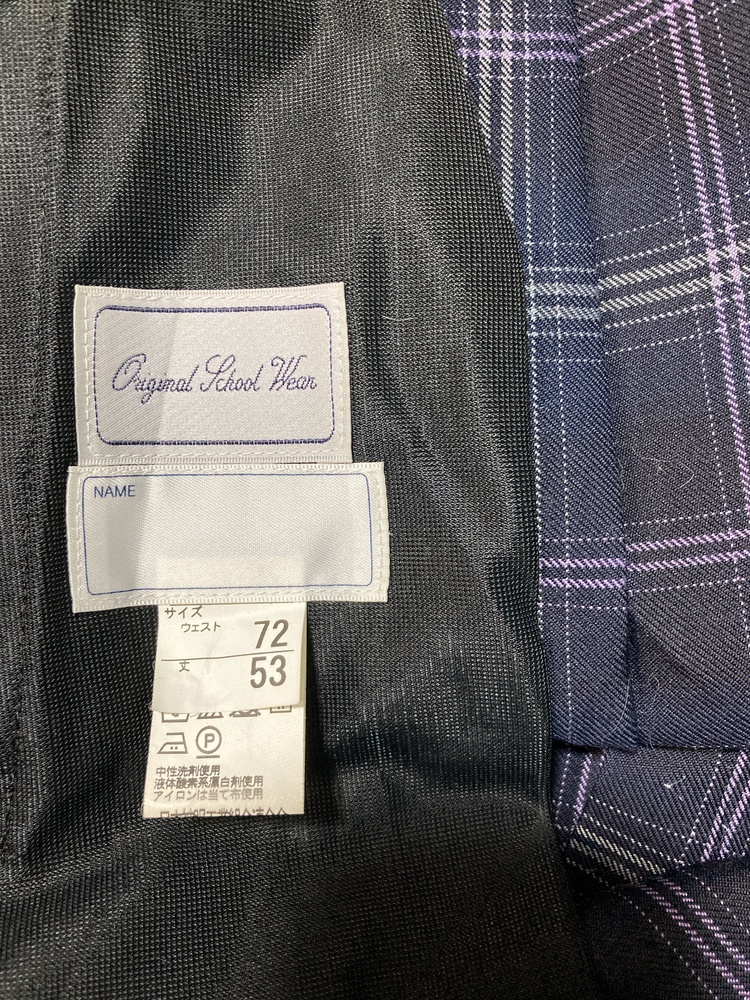 Original School Wear
NAME
サイズ
ウェスト 72
丈 53
P
中性洗剤使用
液体酸素系漂白剤使用
アイロンは当て布使用